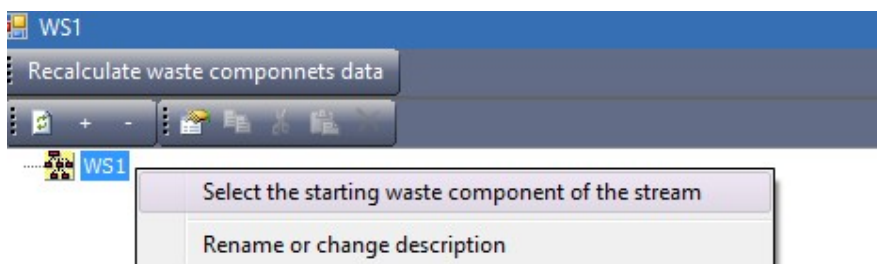 WS1
Recalculate waste componnets data
+ -
WS1
Select the starting waste component of the stream
Rename or change description